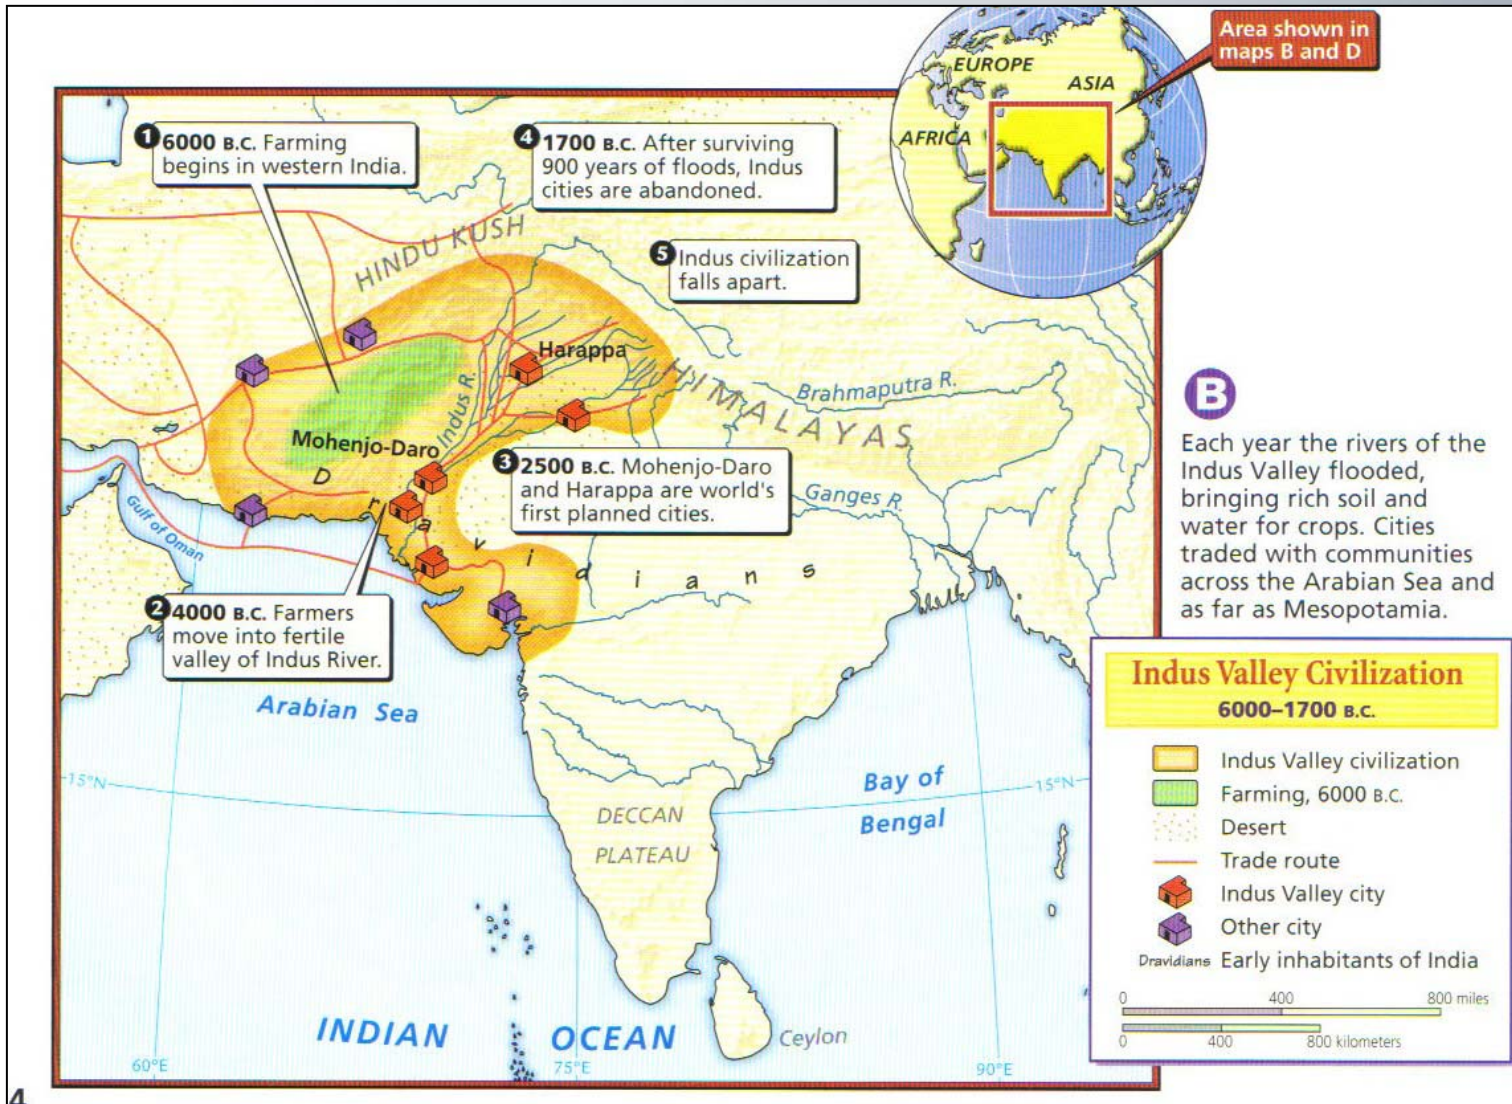 Area shown in
maps B and D
EUROPE
ASIA
AFRICA
1 6000 B.C. Farming
begins in western India.
4 1700 B.C. After surviving
900 years of floods, Indus
cities are abandoned.
5 Indus civilization
falls apart.
HINDU KUSH
Harappa
HIMALAYAS
Brahmaputra R.
Indus R.
Mohenjo-Daro
3 2500 B.C. Mohenjo-Daro
and Harappa are world's
first planned cities.
Ganges R.
Dravidians
Gulf of Oman
2 4000 B.C. Farmers
move into fertile
valley of Indus River.
Arabian Sea
15°N
15°N
Bay of
Bengal
DECCAN
PLATEAU
INDIAN OCEAN
Ceylon
60°E
75°E
90°E
B
Each year the rivers of the
Indus Valley flooded,
bringing rich soil and
water for crops. Cities
traded with communities
across the Arabian Sea and
as far as Mesopotamia.
Indus Valley Civilization
6000–1700 B.C.
Indus Valley civilization
Farming, 6000 B.C.
Desert
Trade route
Indus Valley city
Other city
Dravidians Early inhabitants of India
0 400 800 miles
0 400 800 kilometers
4